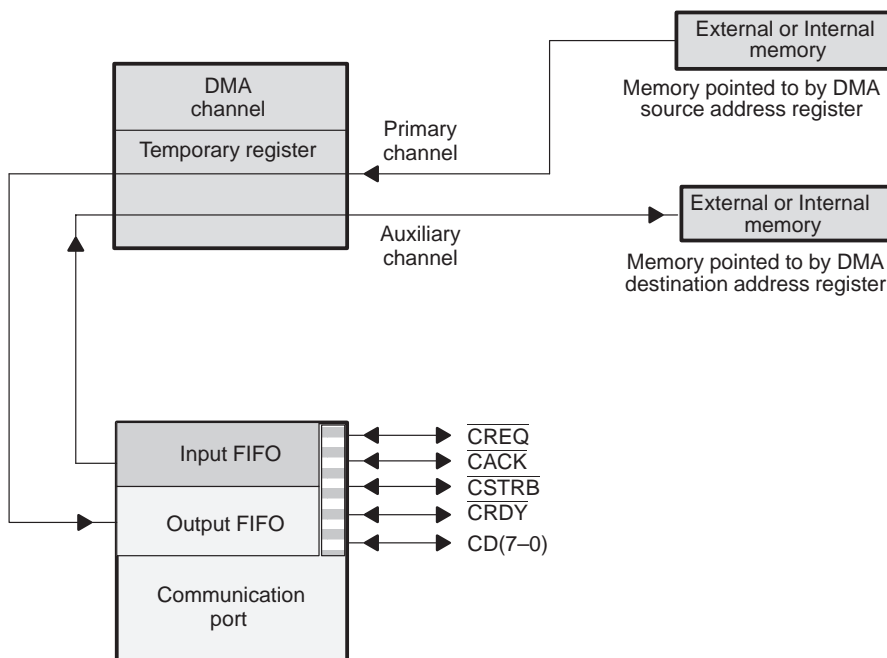 External or Internal
memory
Memory pointed to by DMA
source address register
DMA
channel
Temporary register
Primary
channel
Auxiliary
channel
External or Internal
memory
Memory pointed to by DMA
destination address register
Input FIFO
Output FIFO
Communication
port
CREQ
CACK
CSTRB
CRDY
CD(7–0)